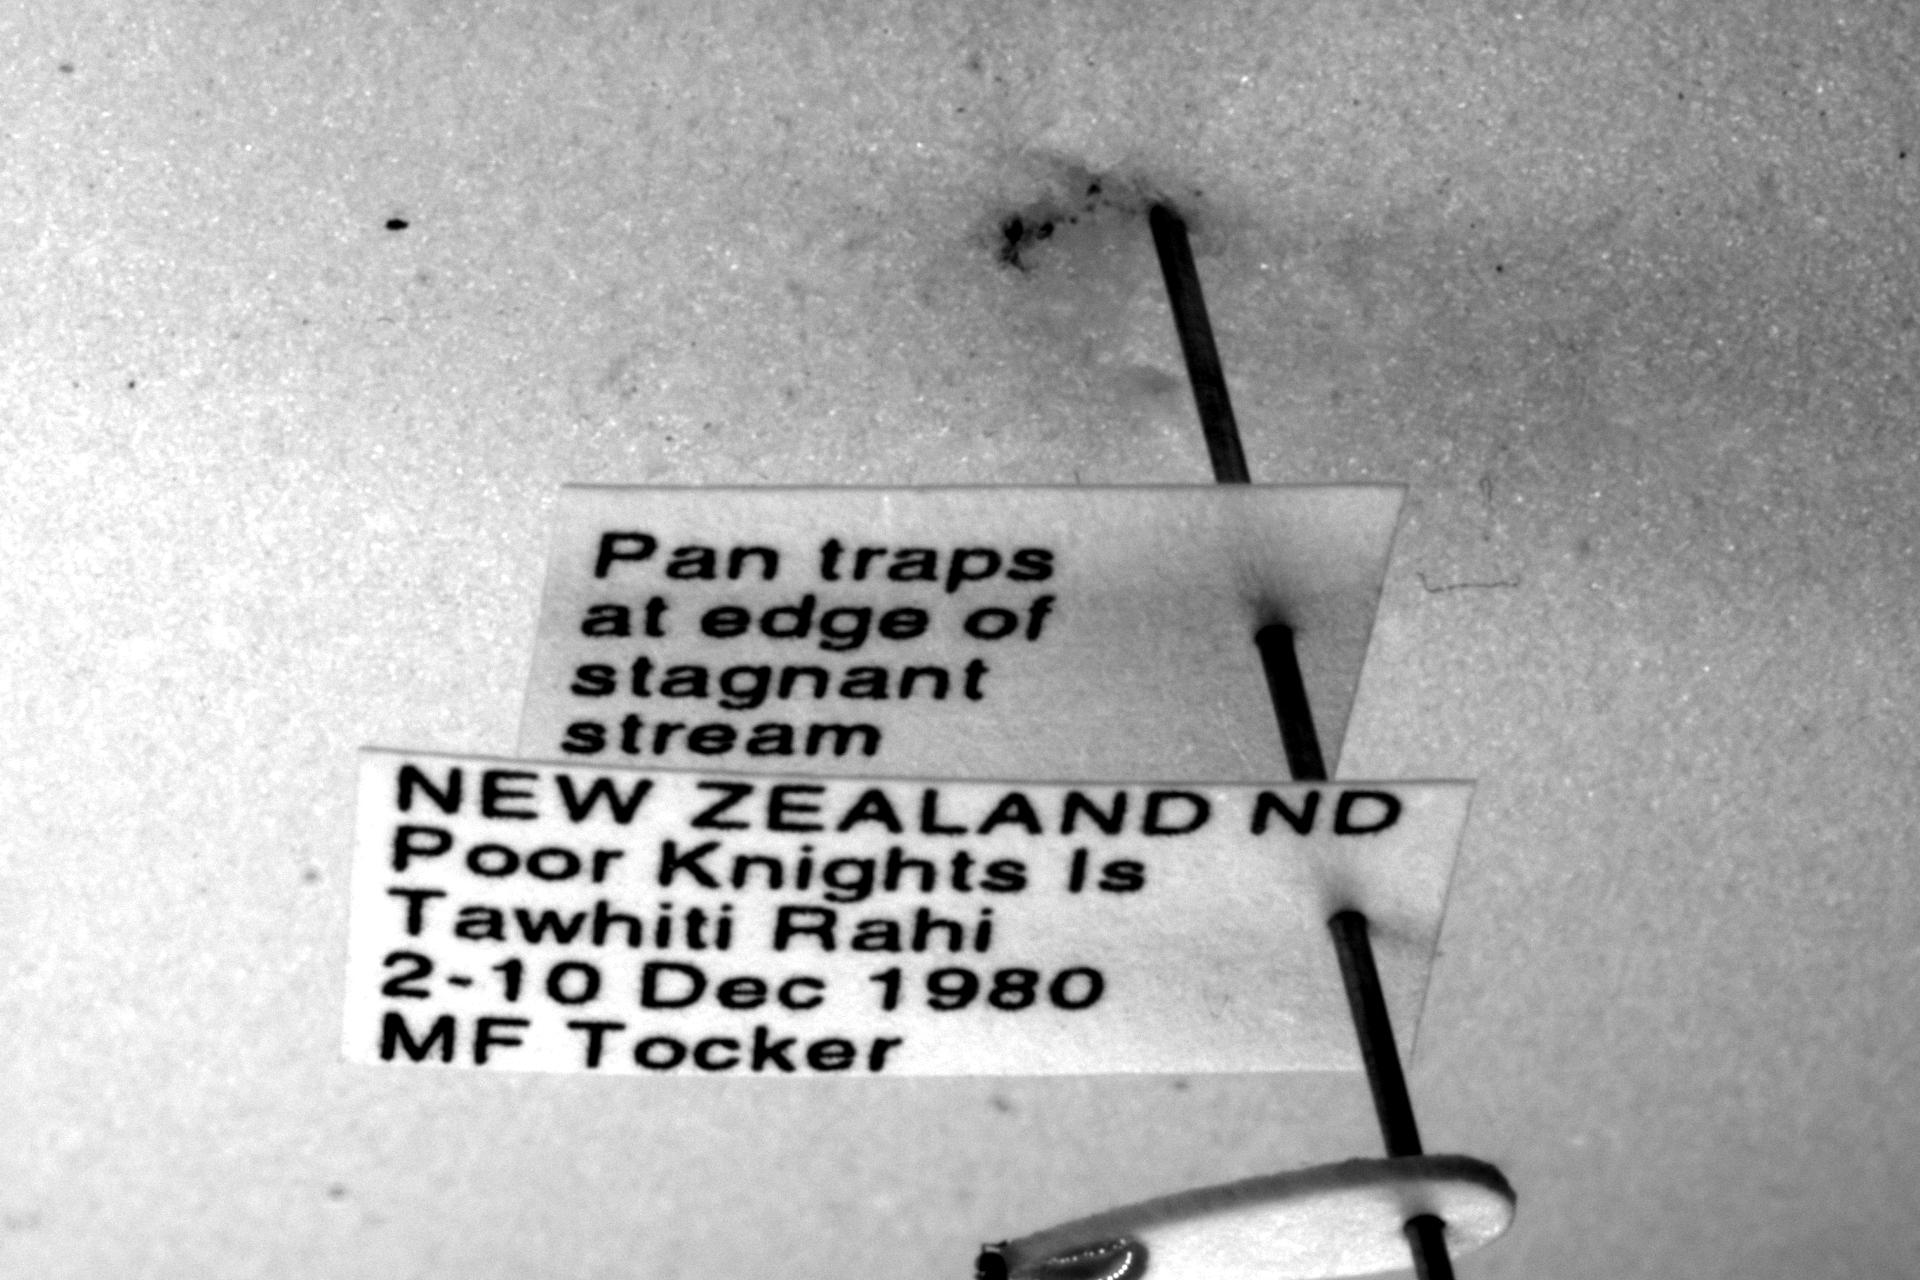 Pan traps
at edge of
stagnant
stream
NEW ZEALAND ND
Poor Knights Is
Tawhiti Rahi
2-10 Dec 1980
MF Tocker